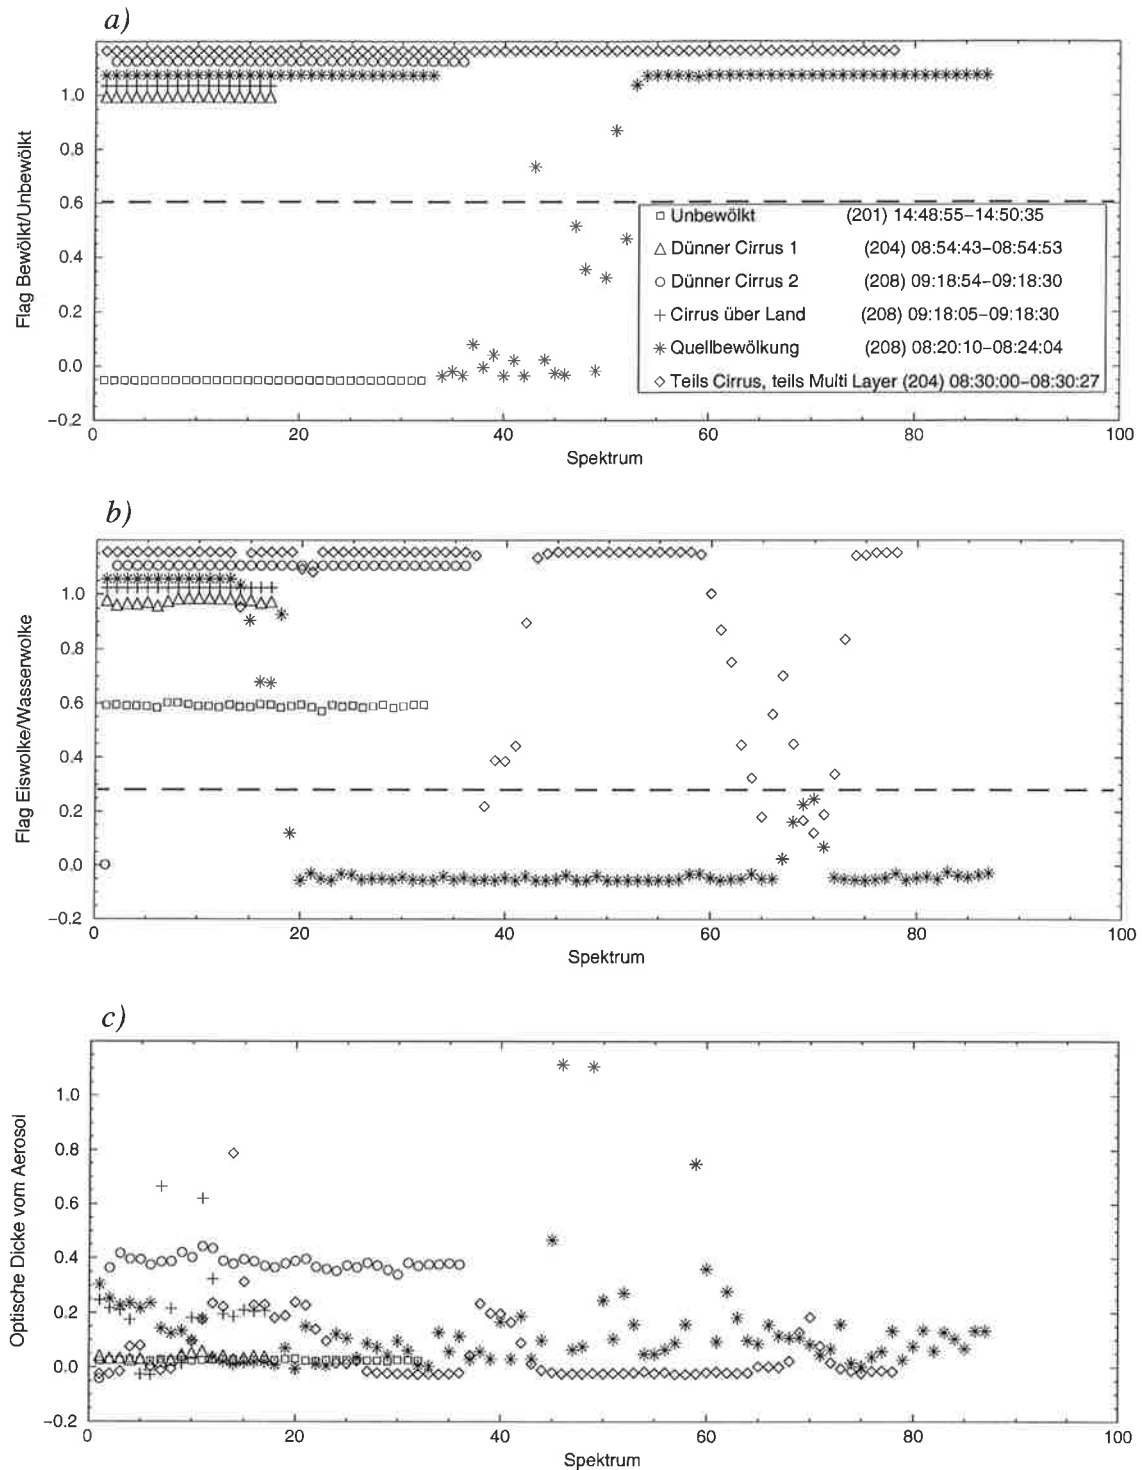 a)
1.0
0.8
0.6
0.4
0.2
0.0
−0.2
Flag Bewölkt/Unbewölkt
Unbewölkt (201) 14:48:55−14:50:35
Dünner Cirrus 1 (204) 08:54:43−08:54:53
Dünner Cirrus 2 (208) 09:18:54−09:18:30
Cirrus über Land (208) 09:18:05−09:18:30
Quellbewölkung (208) 08:20:10−08:24:04
Teils Cirrus, teils Multi Layer (204) 08:30:00−08:30:27
0 20 40 60 80 100
Spektrum
b)
1.0
0.8
0.6
0.4
0.2
0.0
−0.2
Flag Eiswolke/Wasserwolke
0 20 40 60 80 100
Spektrum
c)
1.0
0.8
0.6
0.4
0.2
0.0
−0.2
Optische Dicke vom Aerosol
0 20 40 60 80 100
Spektrum